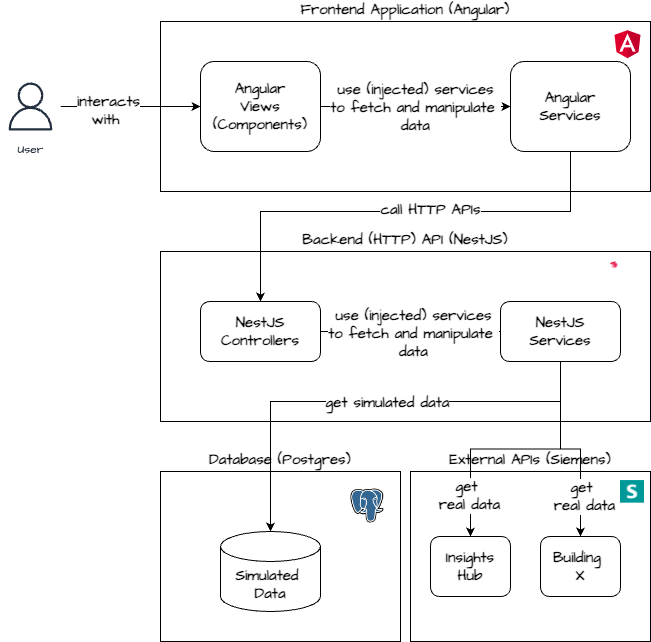 Frontend Application (Angular)
Angular
Views
(Components)
use (injected) services
to fetch and manipulate
data
Angular
Services
interacts
with
User
call HTTP APIs
Backend (HTTP) API (NestJS)
NestJS
Controllers
use (injected) services
to fetch and manipulate
data
NestJS
Services
get simulated data
Database (Postgres)
External APIs (Siemens)
get
real data
get
real data
S
Simulated
Data
Insights
Hub
Building
X